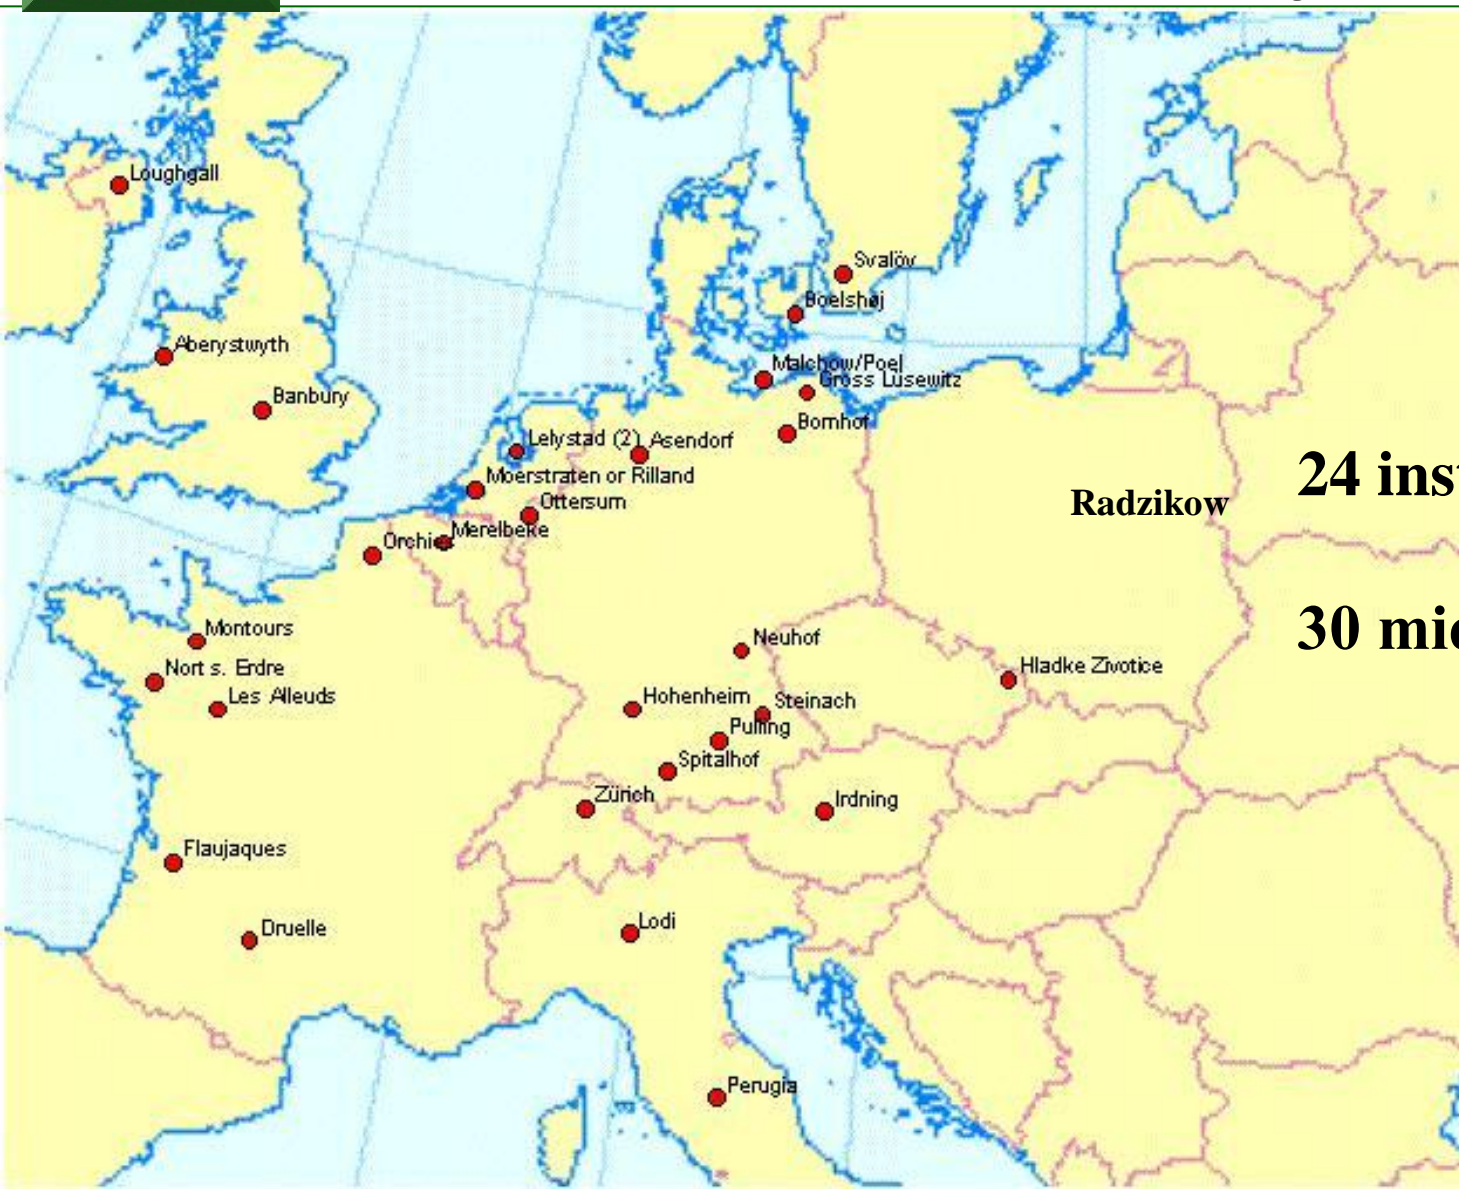 Loughgall
Svalöv
Boelshøj
Aberystwyth
Malchow/Poel
Gross Lusewitz
Banbury
Bornhof
Lelystad (2)
Asendorf
Moerstraten or Rilland
24 ins
Radzikow
Ottersum
Merelbeke
Orchies
Montours
30 mic
Neuhof
Nort s. Erdre
Hladke Zivotice
Les Alleuds
Hohenheim
Steinach
Pulling
Spitalhof
Zürich
Irdning
Flaujaques
Lodi
Druelle
Perugia